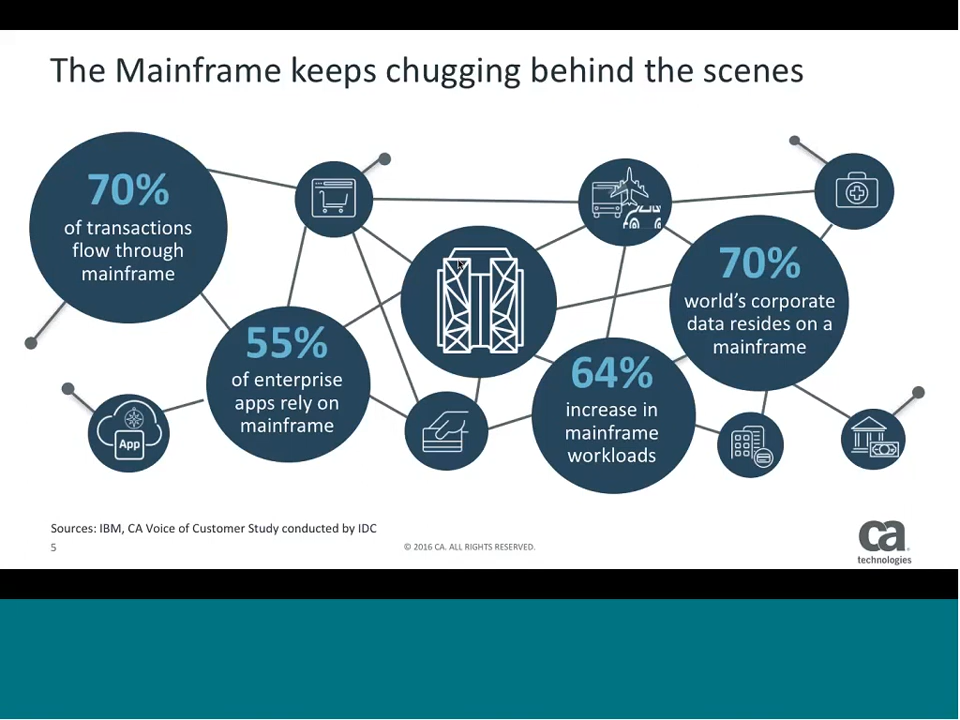 The Mainframe keeps chugging behind the scenes
70%
of transactions
flow through
mainframe
55%
of enterprise
apps rely on
mainframe
64%
increase in
mainframe
workloads
70%
world's corporate
data resides on a
mainframe
App
Sources: IBM, CA Voice of Customer Study conducted by IDC
5
© 2016 CA. ALL RIGHTS RESERVED.
ca
technologies